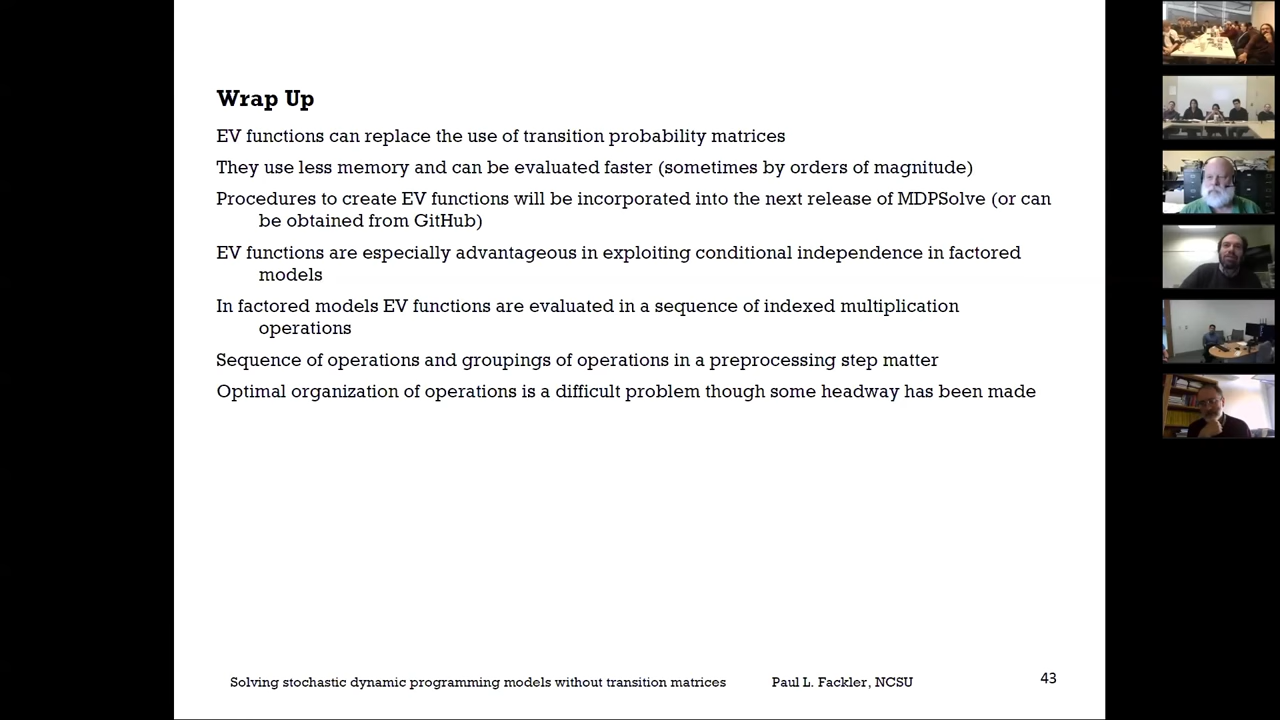 Wrap Up
EV functions can replace the use of transition probability matrices
They use less memory and can be evaluated faster (sometimes by orders of magnitude)
Procedures to create EV functions will be incorporated into the next release of MDPSolve (or can
be obtained from GitHub)
EV functions are especially advantageous in exploiting conditional independence in factored
models
In factored models EV functions are evaluated in a sequence of indexed multiplication
operations
Sequence of operations and groupings of operations in a preprocessing step matter
Optimal organization of operations is a difficult problem though some headway has been made
Solving stochastic dynamic programming models without transition matrices Paul L. Fackler, NCSU 43